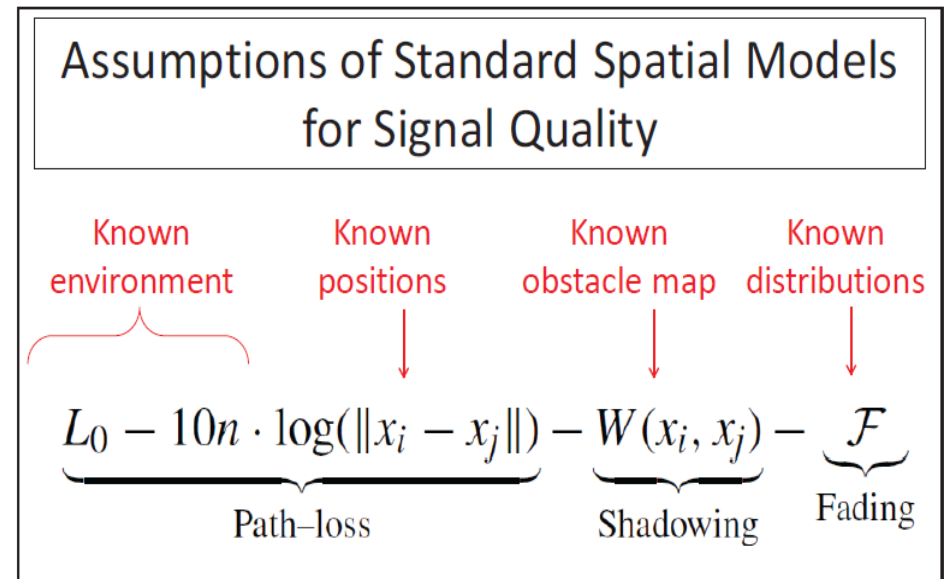 Assumptions of Standard Spatial Models
for Signal Quality
Known environment
Known positions
Known obstacle map
Known distributions
L₀ − 10n · log(‖xᵢ − xⱼ‖) − W(xᵢ, xⱼ) − ℱ
Path–loss
Shadowing
Fading